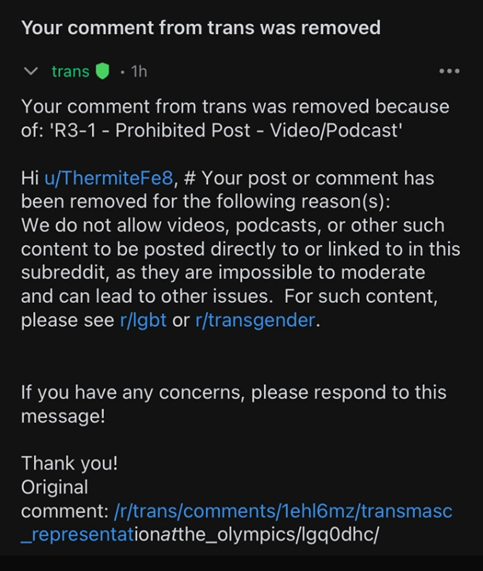 Your comment from trans was removed
trans • 1h •••
Your comment from trans was removed because
of: 'R3-1 - Prohibited Post - Video/Podcast'
Hi u/ThermiteFe8, # Your post or comment has
been removed for the following reason(s):
We do not allow videos, podcasts, or other such
content to be posted directly to or linked to in this
subreddit, as they are impossible to moderate
and can lead to other issues.  For such content,
please see r/lgbt or r/transgender.
If you have any concerns, please respond to this
message!
Thank you!
Original
comment: /r/trans/comments/1ehl6mz/transmasc
_representationatthe_olympics/lgq0dhc/